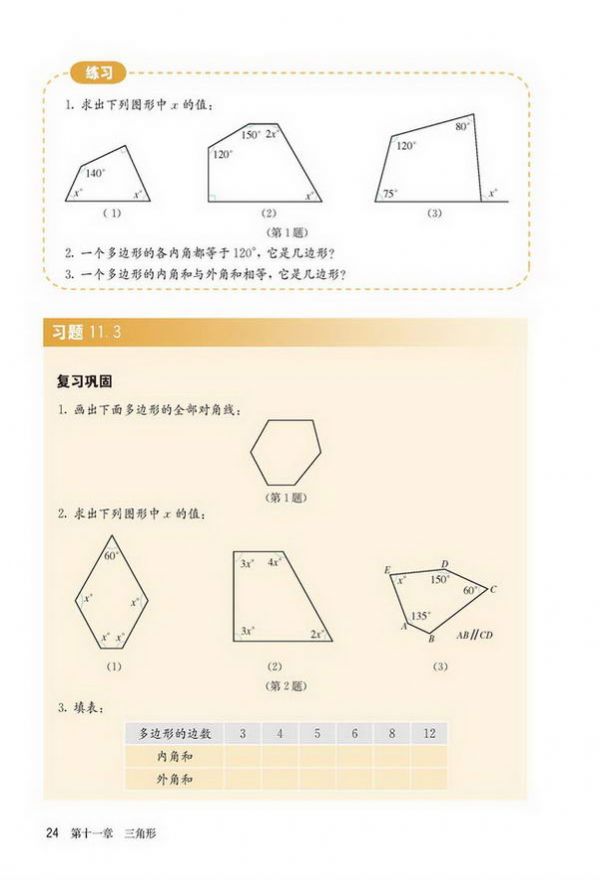 练习
1. 求出下列图形中 x 的值：
140°
x°
x°
(1)
150°
2x°
120°
x°
(2)
80°
120°
75°
x°
(3)
(第1题)
2. 一个多边形的各内角都等于120°，它是几边形？
3. 一个多边形的内角和与外角和相等，它是几边形？
习题 11.3
复习巩固
1. 画出下面多边形的全部对角线：
(第1题)
2. 求出下列图形中 x 的值：
60°
x°
x°
x°
x°
(1)
3x°
4x°
3x°
2x°
(2)
E
D
x°
150°
60°
C
135°
A
B
AB∥CD
(3)
(第2题)
3. 填表：
多边形的边数 3 4 5 6 8 12
内角和
外角和
24 第十一章 三角形